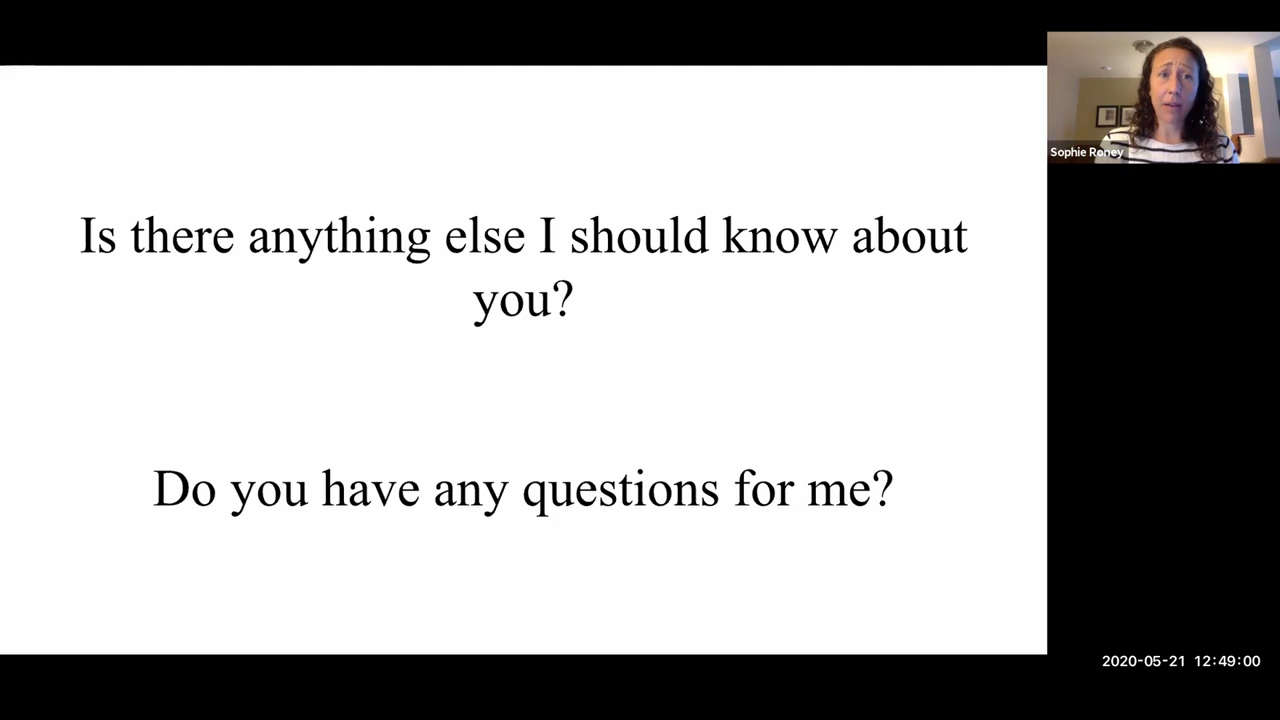 Is there anything else I should know about
you?
Do you have any questions for me?
Sophie Roney
2020-05-21 12:49:00